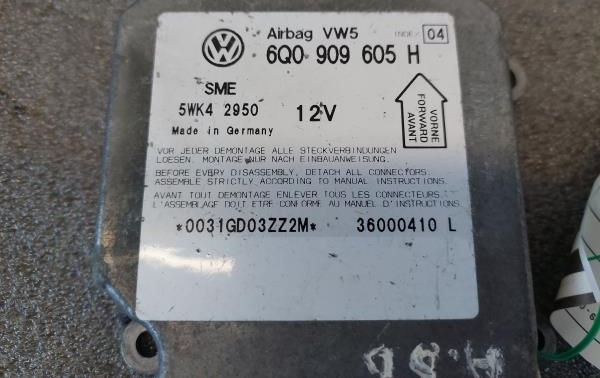 Airbag VW5 INDEX 04
6Q0 909 605 H
SME
5WK4 2950 12V
Made in Germany
VORNE
FORWARD
AVANT
VOR JEDER DEMONTAGE ALLE STECKVERBINDUNGEN
LOESEN. MONTAGE NUR NACH EINBAUANWEISUNG.
BEFORE EVERY DISASSEMBLY, DETACH ALL CONNECTORS.
ASSEMBLE STRICTLY ACCORDING TO MANUAL INSTRUCTIONS.
AVANT TOUT DEMONTAGE ENLEVER TOUS LES CONNECTEURS.
L'ASSEMBLAGE DOIT ETRE CONFORME AU MANUEL D'INSTRUCTIONS.
*0031GD03ZZ2M* 36000410 L